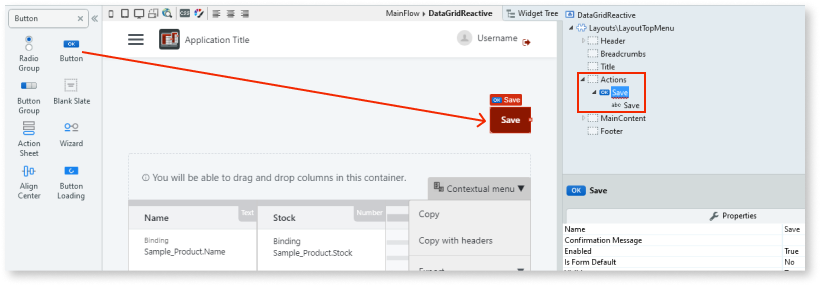 Button
Radio Group
Button
Button Group
Blank Slate
Action Sheet
Wizard
Align Center
Button Loading
MainFlow DataGridReactive
Widget Tree
Application Title
Username
OK Save
Save
You will be able to drag and drop columns in this container.
Contextual menu
Name
Text
Stock
Number
Binding
Sample_Product.Name
Binding
Sample_Product.Stock
Copy
Copy with headers
Export
DataGridReactive
Layouts\LayoutTopMenu
Header
Breadcrumbs
Title
Actions
OK Save
abc Save
MainContent
Footer
OK Save
Properties
Name Save
Confirmation Message
Enabled True
Is Form Default No